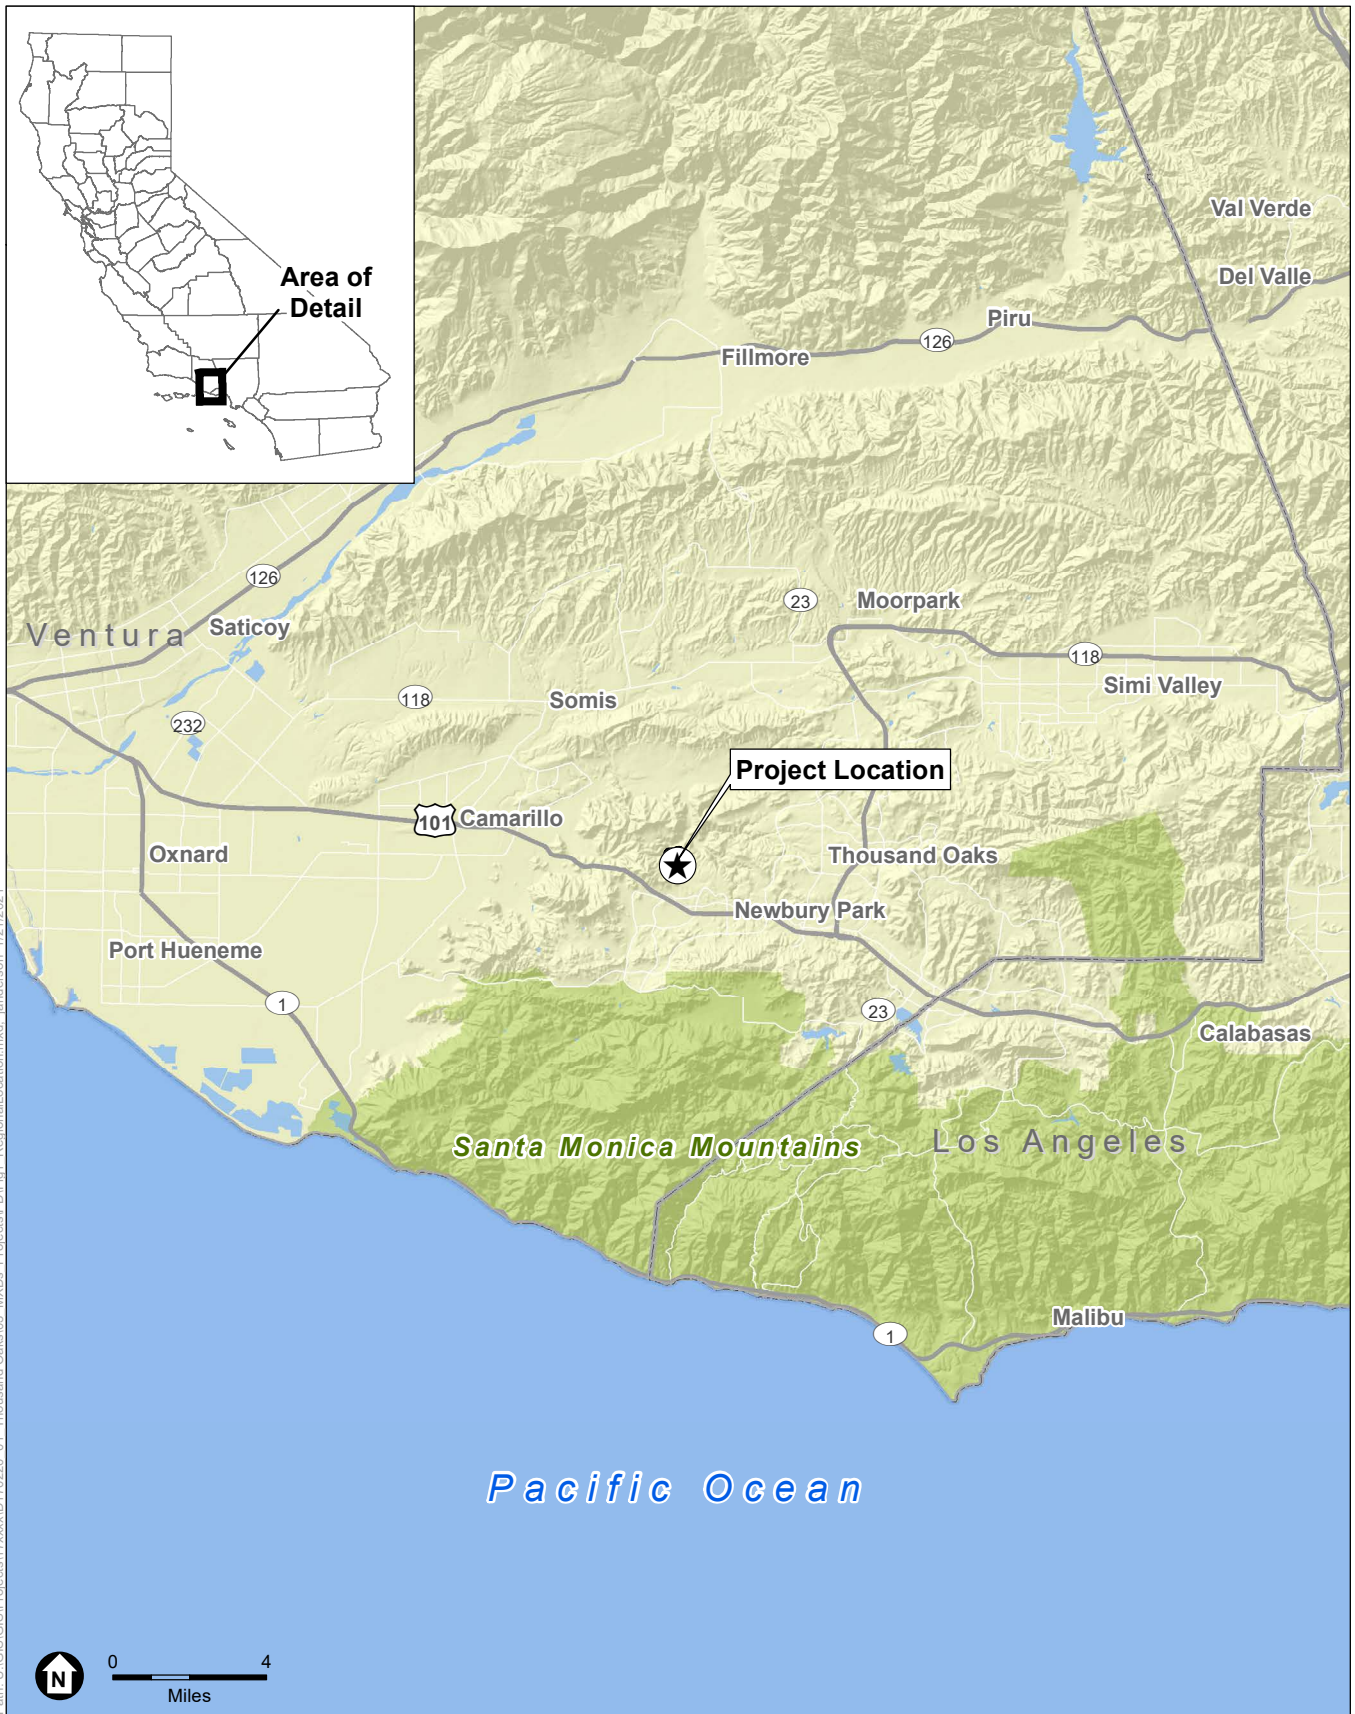 Area of
Detail
Val Verde
Del Valle
Piru
126
Fillmore
126
23
Moorpark
Ventura
Saticoy
118
Simi Valley
118
Somis
232
Project Location
101
Camarillo
Oxnard
Thousand Oaks
Newbury Park
Port Hueneme
1
23
Calabasas
Santa Monica Mountains
Los Angeles
Malibu
1
Pacific Ocean
N
0 4
Miles